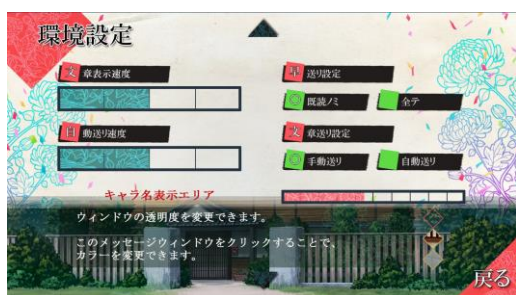 環境設定
文章表示速度
自動送り速度
早送り設定
既読ノミ
全テ
文章送り設定
手動送り
自動送り
キャラ名表示エリア
ウィンドウの透明度を変更できます。
このメッセージウィンドウをクリックすることで、
カラーを変更できます。
戻る